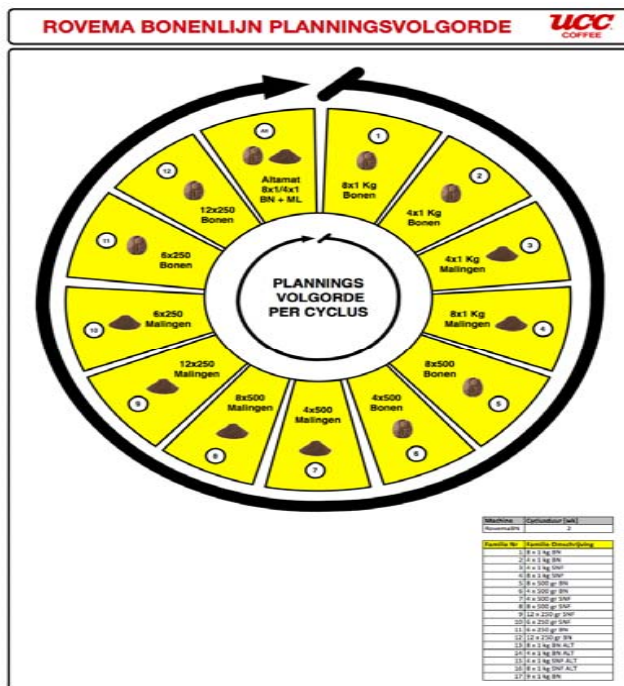 ROVEMA BONENLIJN PLANNINGSVOLGORDE
UCC
COFFEE
1
8x1 Kg
Bonen
2
4x1 Kg
Bonen
3
4x1 Kg
Malingen
4
8x1 Kg
Malingen
5
8x500
Bonen
6
4x500
Bonen
7
4x500
Malingen
8
8x500
Malingen
9
12x250
Malingen
10
6x250
Malingen
11
6x250
Bonen
12
12x250
Bonen
Altamat
8x1/4x1
BN + ML
PLANNINGS
VOLGORDE
PER CYCLUS
Machine Cyclusduur [wk]
RovemaBN 2
Familie Nr Familie Omschrijving
1 8 x 1 kg BN
2 4 x 1 kg BN
3 4 x 1 kg SNF
4 8 x 1 kg SNF
5 8 x 500 gr BN
6 4 x 500 gr BN
7 4 x 500 gr SNF
8 8 x 500 gr SNF
9 12 x 250 gr SNF
10 6 x 250 gr SNF
11 6 x 250 gr BN
12 12 x 250 gr BN
13 8 x 1 kg BN ALT
14 4 x 1 kg BN ALT
15 4 x 1 kg SNF ALT
16 8 x 1 kg SNF ALT
17 9 x 1 kg BN